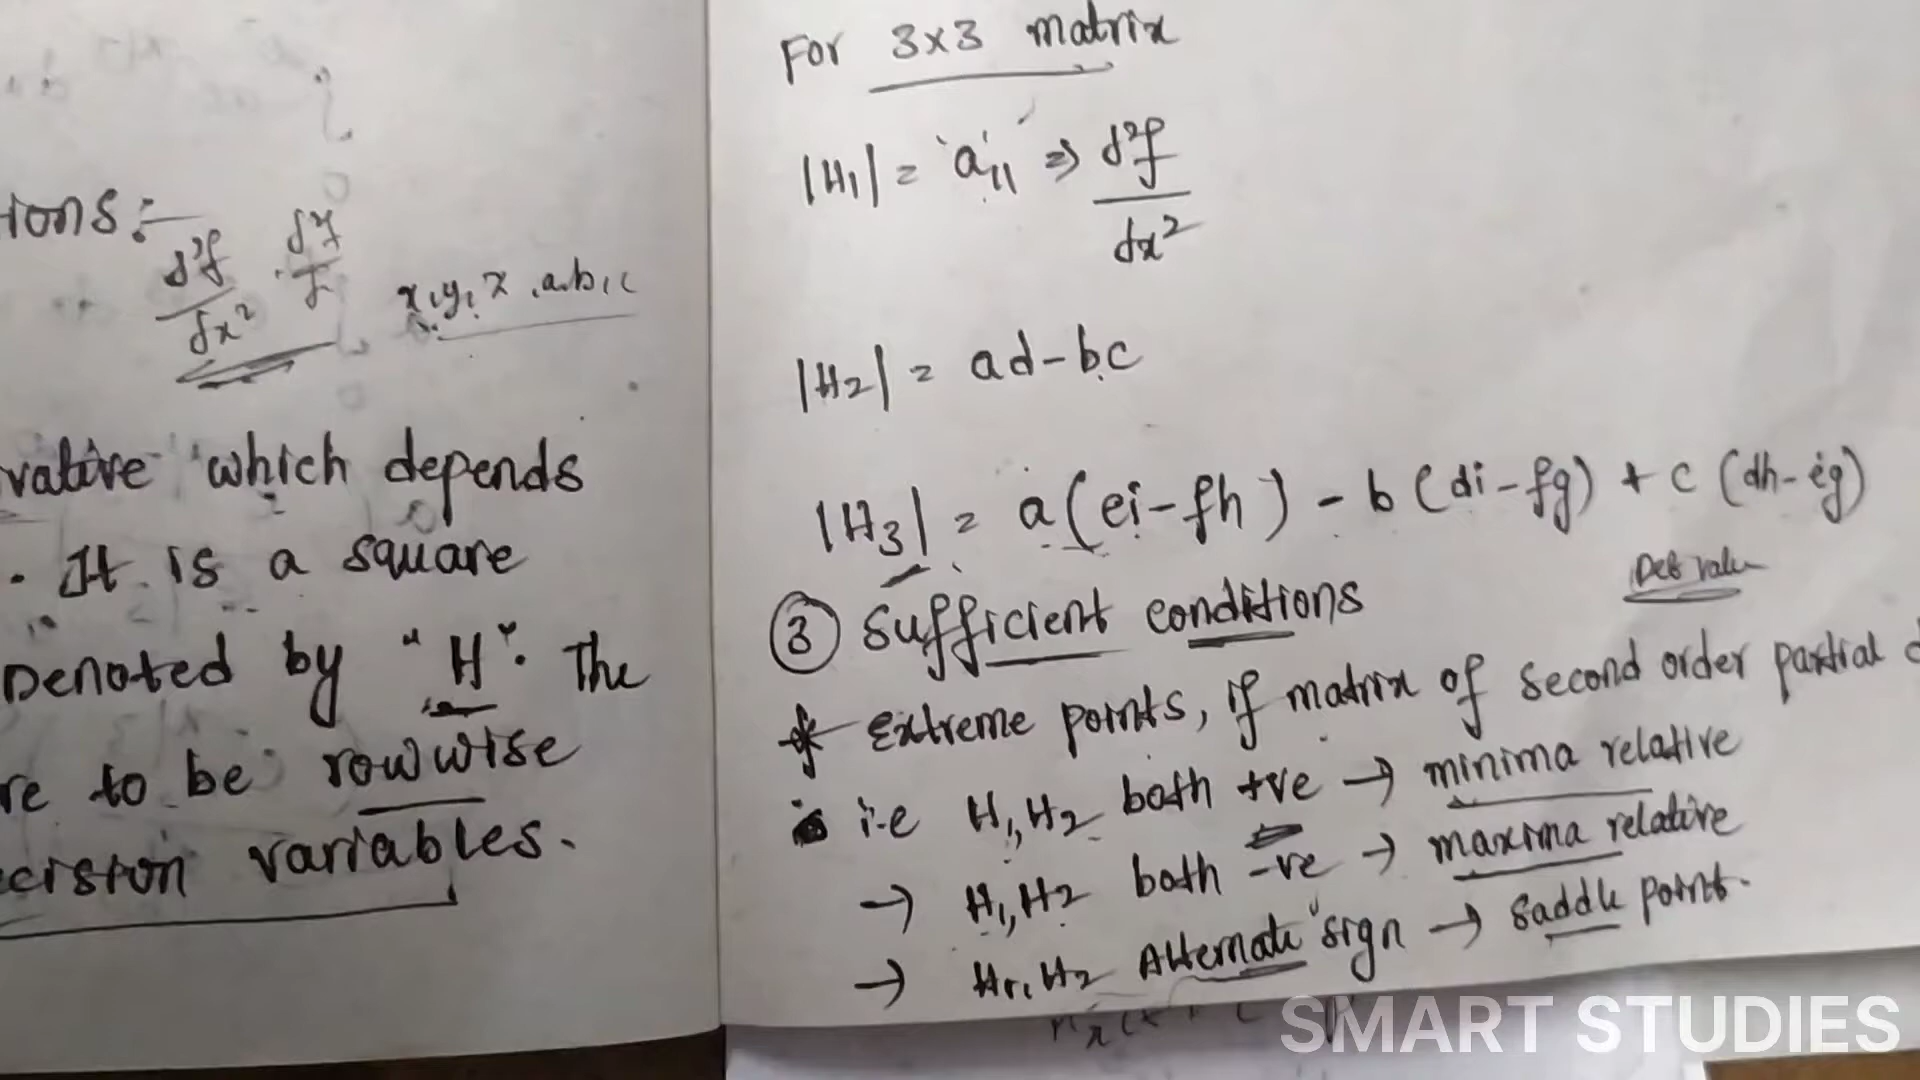 tions:-
d²f
dx²
x, y, z, a, b, c
vative which depends
. It is a square
Denoted by "H". The
re to be rowwise
cision variables.
For 3x3 matrix
|H1| = 'a'11 => d²f
dx²
|H2| = ad-bc
|H3| = a(ei-fh) - b(di-fg) + c(dh-eg)
Det value
③ Sufficient conditions
* Extreme points, if matrix of second order partial d
i.e H1, H2 both +ve → minima relative
→ H1, H2 both -ve → maxima relative
→ H1, H2 Alternate sign → saddle point.
SMART STUDIES